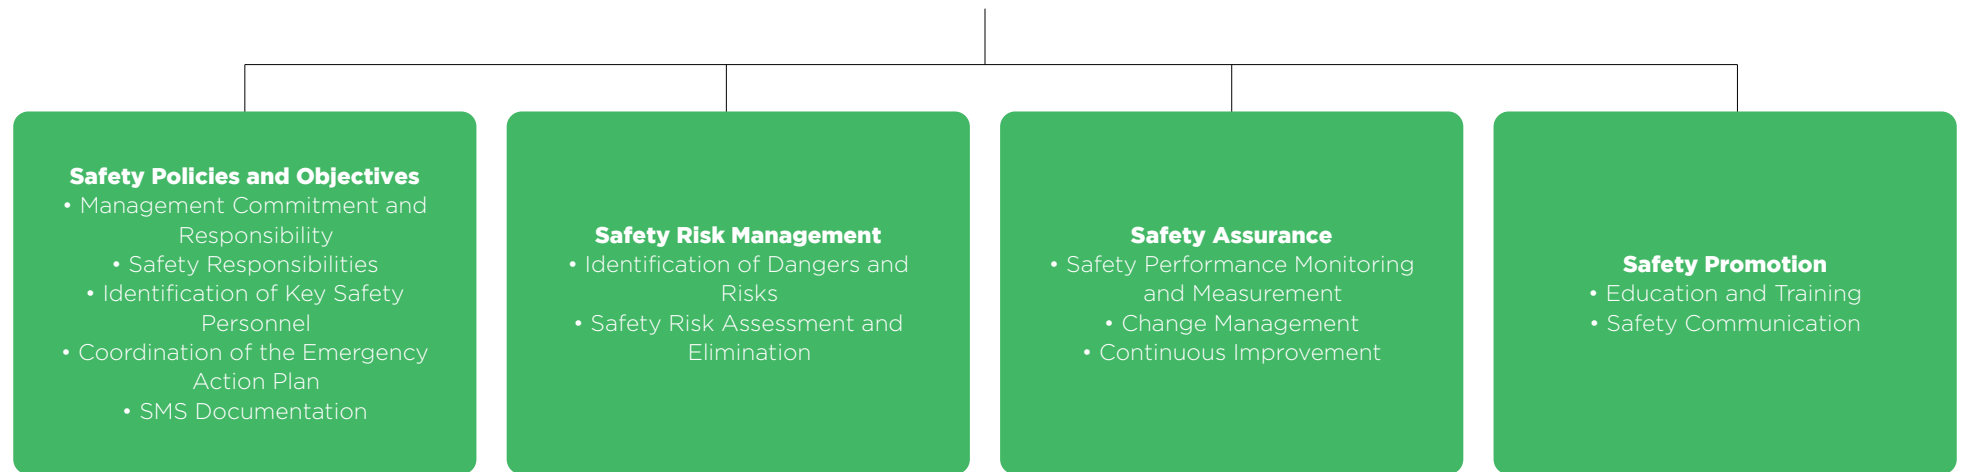 Safety Policies and Objectives
• Management Commitment and
Responsibility
• Safety Responsibilities
• Identification of Key Safety
Personnel
• Coordination of the Emergency
Action Plan
• SMS Documentation
Safety Risk Management
• Identification of Dangers and
Risks
• Safety Risk Assessment and
Elimination
Safety Assurance
• Safety Performance Monitoring
and Measurement
• Change Management
• Continuous Improvement
Safety Promotion
• Education and Training
• Safety Communication